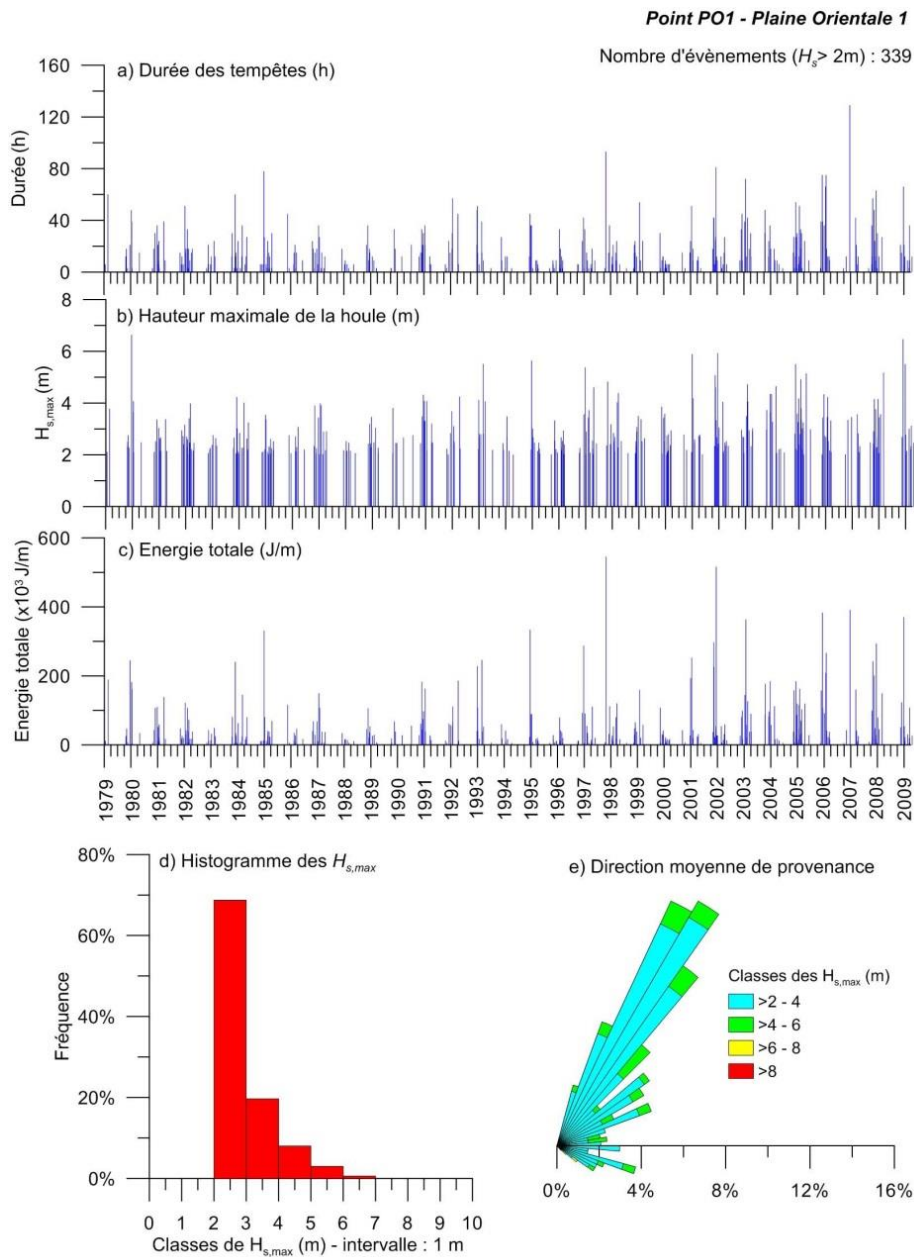 Point PO1 - Plaine Orientale 1
Nombre d'évènements (Hs> 2m) : 339
a) Durée des tempêtes (h)
Durée (h)
160
120
80
40
0
b) Hauteur maximale de la houle (m)
Hs,max (m)
8
6
4
2
0
c) Energie totale (J/m)
Energie totale (x10³ J/m)
600
400
200
0
1979 1980 1981 1982 1983 1984 1985 1986 1987 1988 1989 1990 1991 1992 1993 1994 1995 1996 1997 1998 1999 2000 2001 2002 2003 2004 2005 2006 2007 2008 2009
d) Histogramme des Hs,max
Fréquence
80%
60%
40%
20%
0%
0 1 2 3 4 5 6 7 8 9 10
Classes de Hs,max (m) - intervalle : 1 m
e) Direction moyenne de provenance
Classes des Hs,max (m)
>2 - 4
>4 - 6
>6 - 8
>8
0% 4% 8% 12% 16%